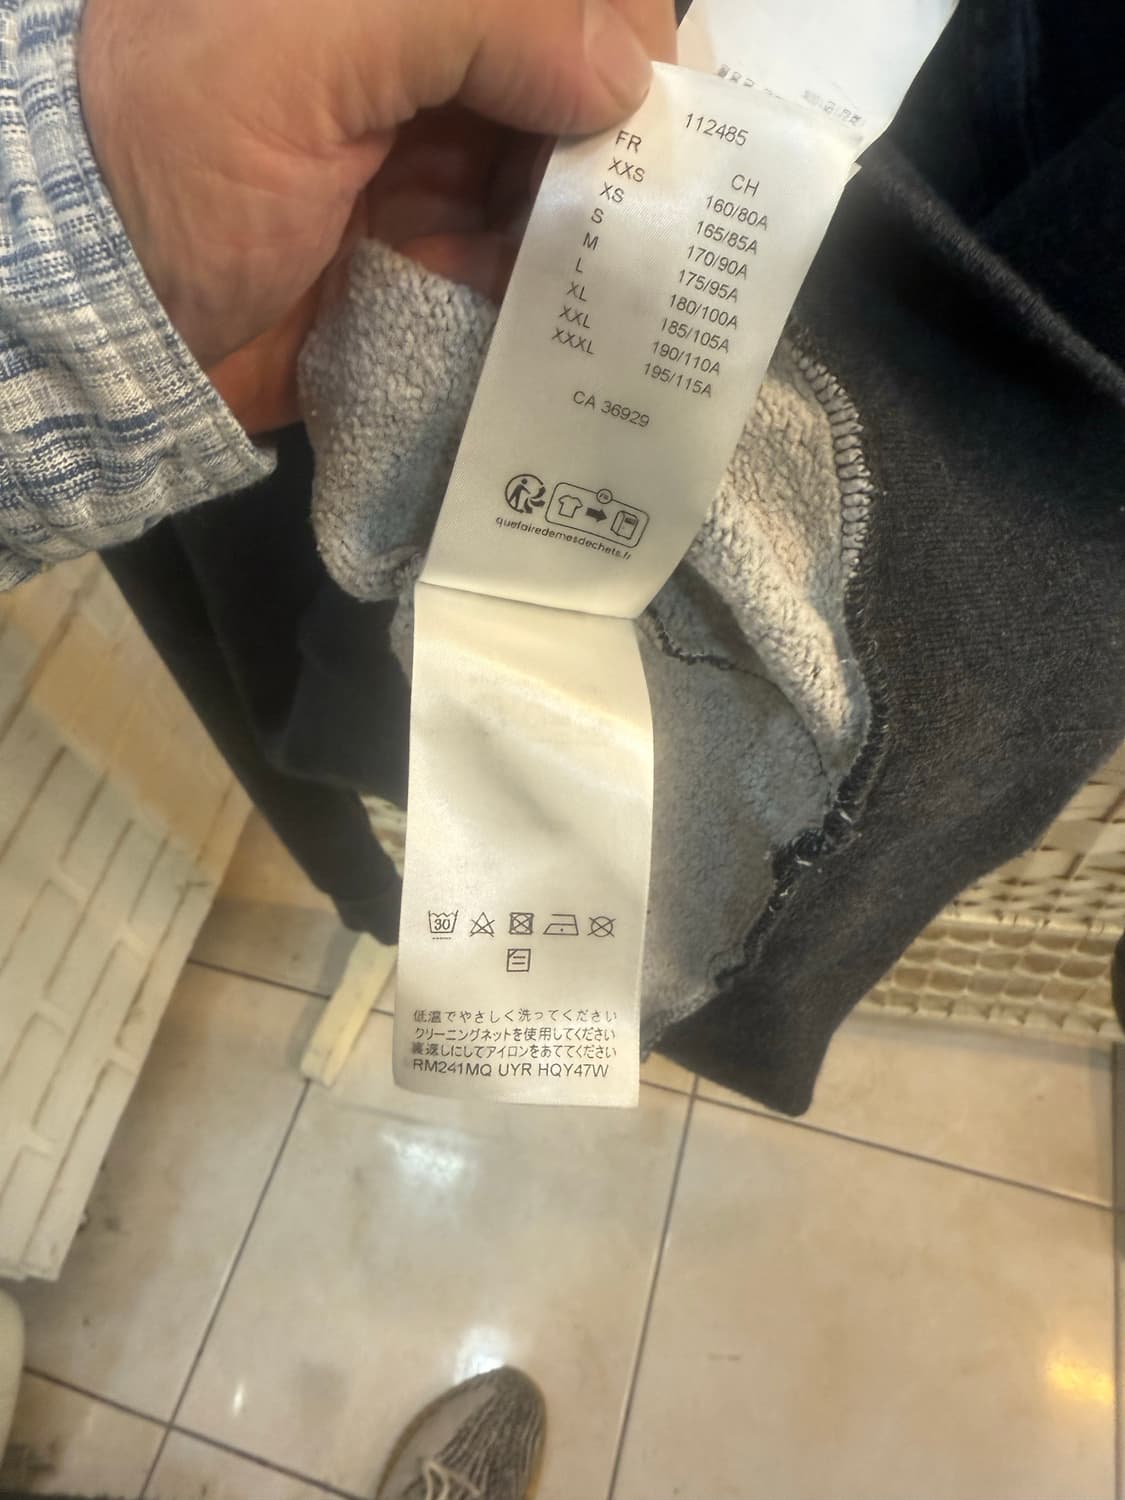 112485
FR CH
XXS 160/80A
XS 165/85A
S 170/90A
M 175/95A
L 180/100A
XL 185/105A
XXL 190/110A
XXXL 195/115A
CA 36929
FR
quefairedemesdechets.fr
30
低温でやさしく洗ってください
クリーニングネットを使用してください
裏返しにしてアイロンをあててください
RM241MQ UYR HQY47W